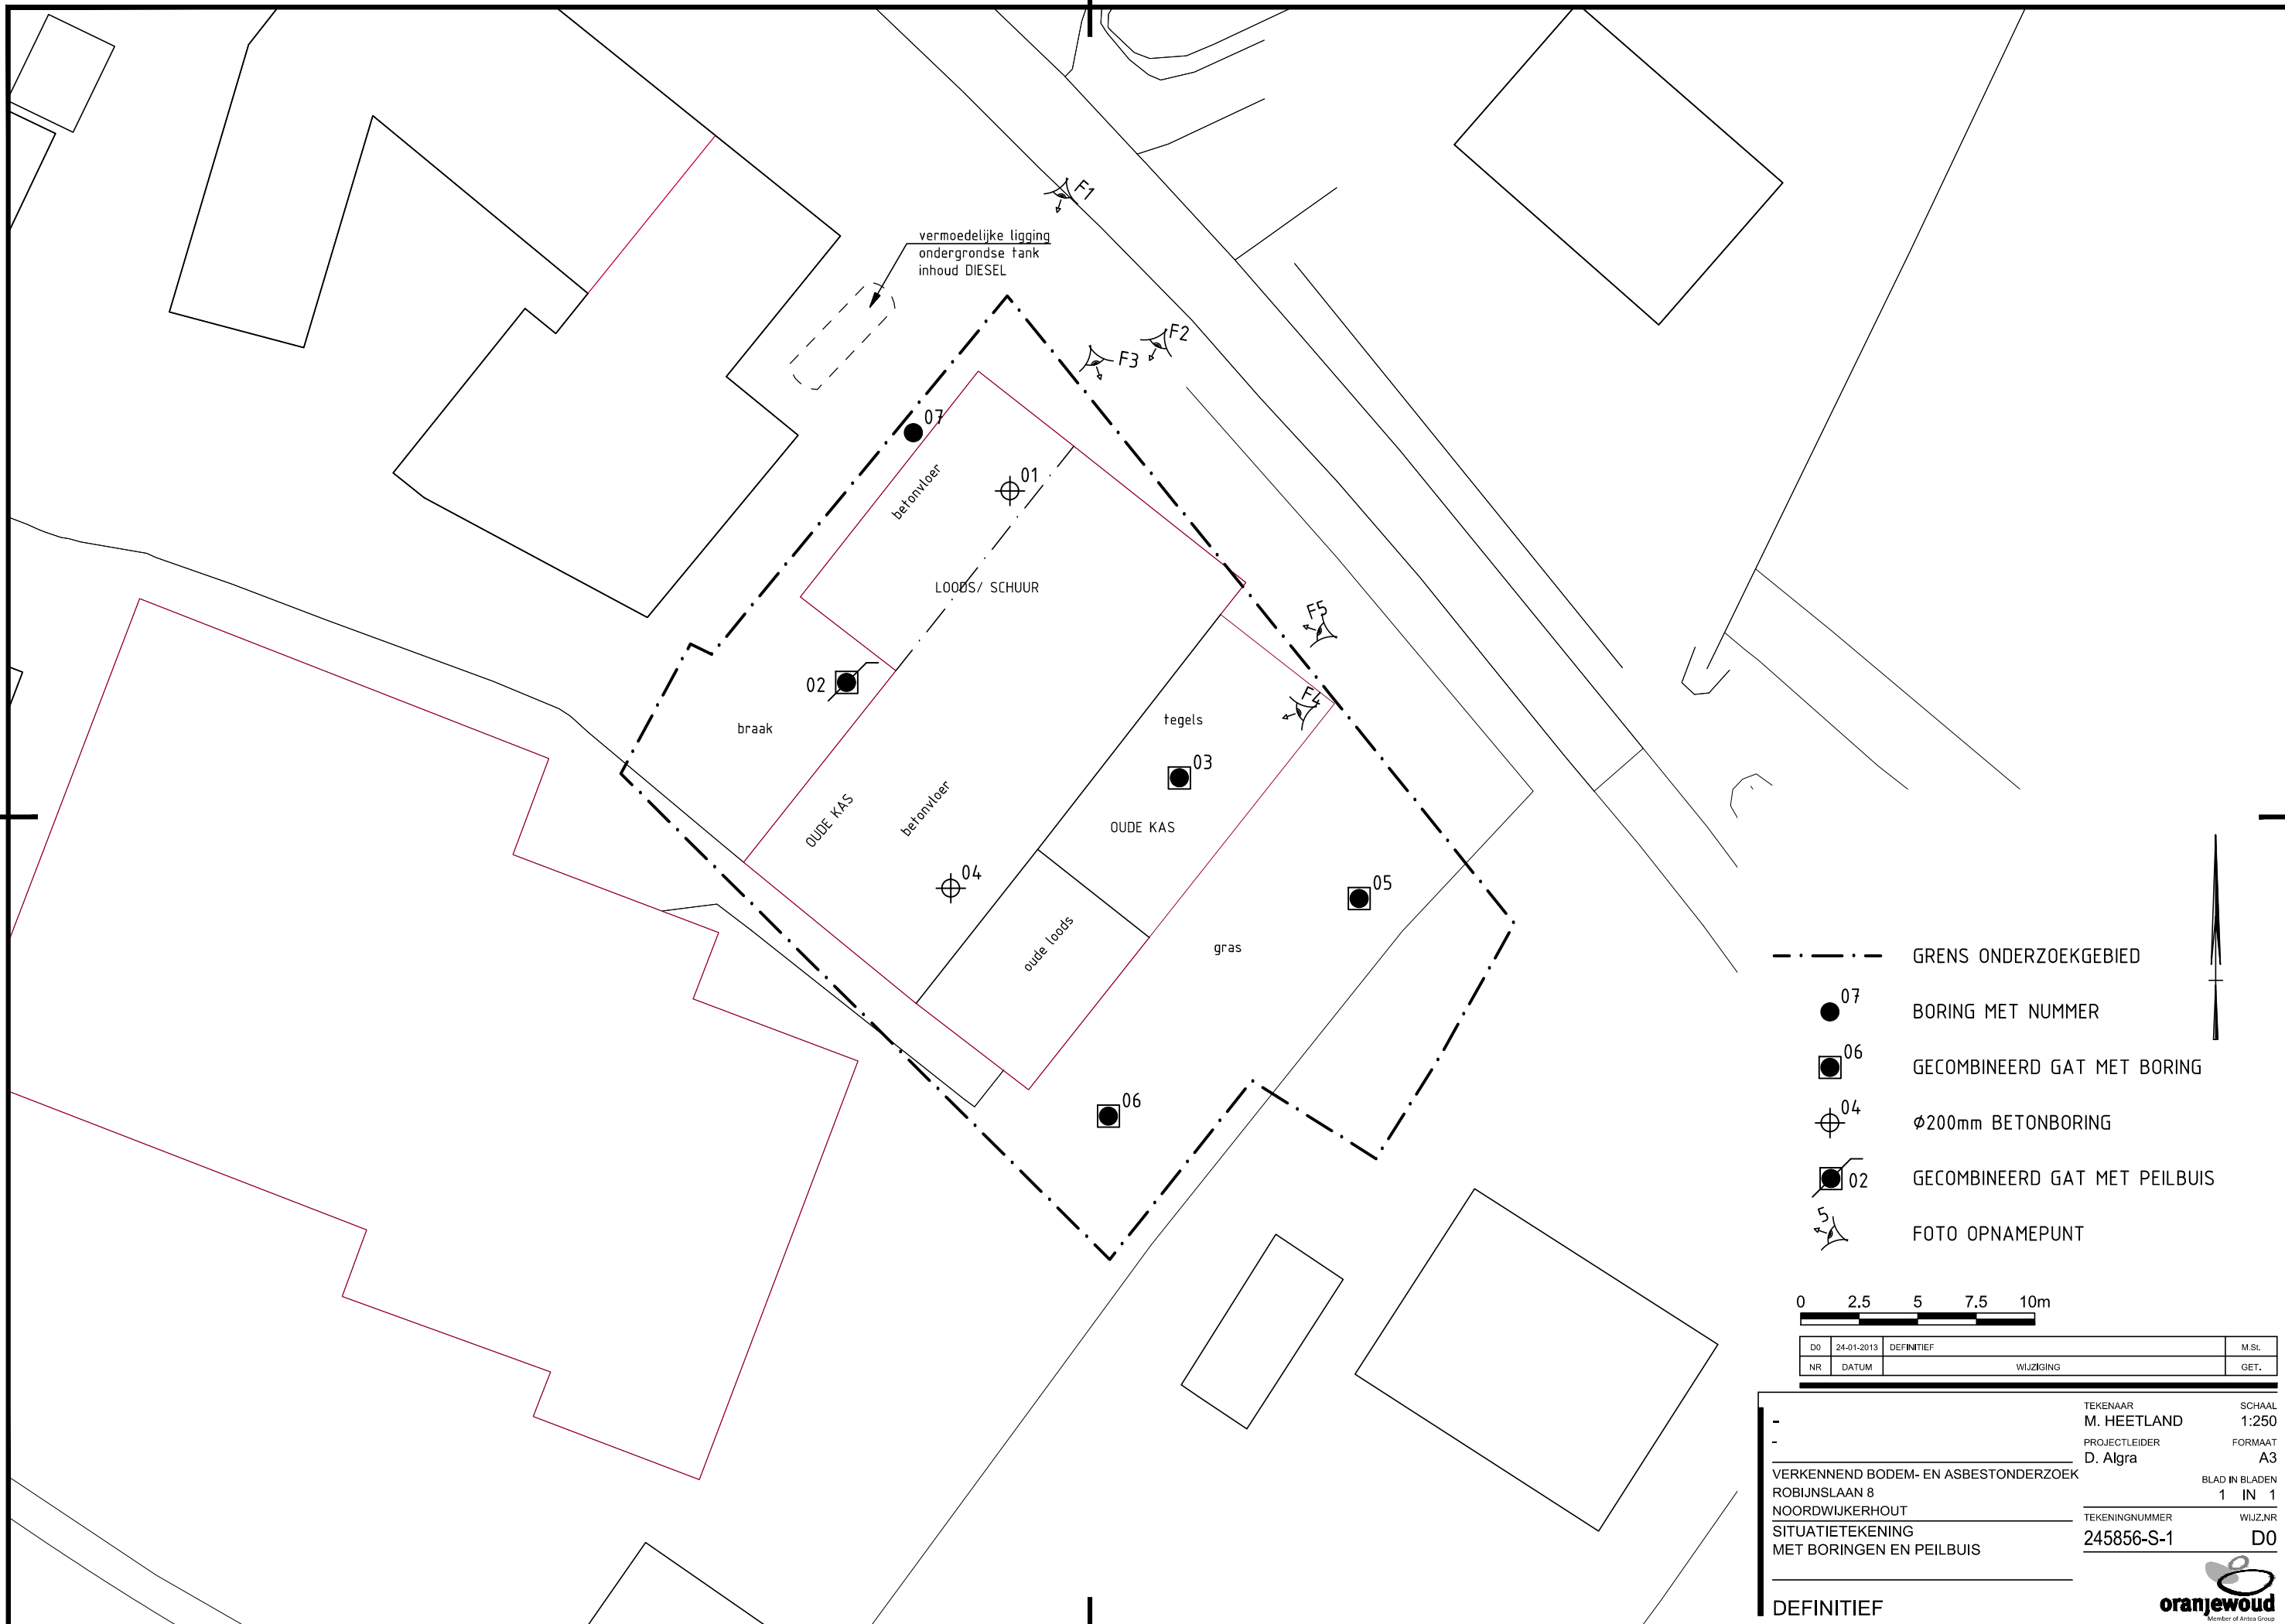 F1
vermoedelijke ligging
ondergrondse tank
inhoud DIESEL
F2
F3
07
betonvloer
01
LOODS/ SCHUUR
F5
02
F4
braak
tegels
03
OUDE KAS
betonvloer
OUDE KAS
04
05
oude loods
gras
06
GRENS ONDERZOEKGEBIED
07
BORING MET NUMMER
06
GECOMBINEERD GAT MET BORING
04
Ø200mm BETONBORING
02
GECOMBINEERD GAT MET PEILBUIS
5
FOTO OPNAMEPUNT
0 2.5 5 7.5 10m
D0 24-01-2013 DEFINITIEF M.St.
NR DATUM WIJZIGING GET.
-
-
TEKENAAR SCHAAL
M. HEETLAND 1:250
PROJECTLEIDER FORMAAT
D. Algra A3
VERKENNEND BODEM- EN ASBESTONDERZOEK
ROBIJNSLAAN 8
NOORDWIJKERHOUT
BLAD IN BLADEN
1 IN 1
SITUATIETEKENING
MET BORINGEN EN PEILBUIS
TEKENINGNUMMER WIJZ.NR
245856-S-1 D0
DEFINITIEF
oranjewoud
Member of Antea Group